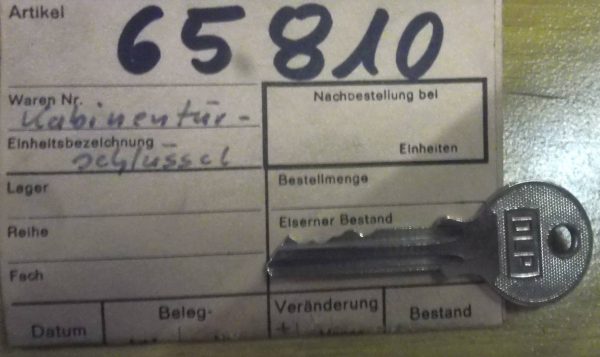 Artikel
65810
Waren Nr.
Kabinentür-
Nachbestellung bei
Einheitsbezeichnung
schlüssel
Einheiten
Lager
Bestellmenge
Reihe
Eiserner Bestand
Fach
Datum
Beleg-
Veränderung
Bestand
+